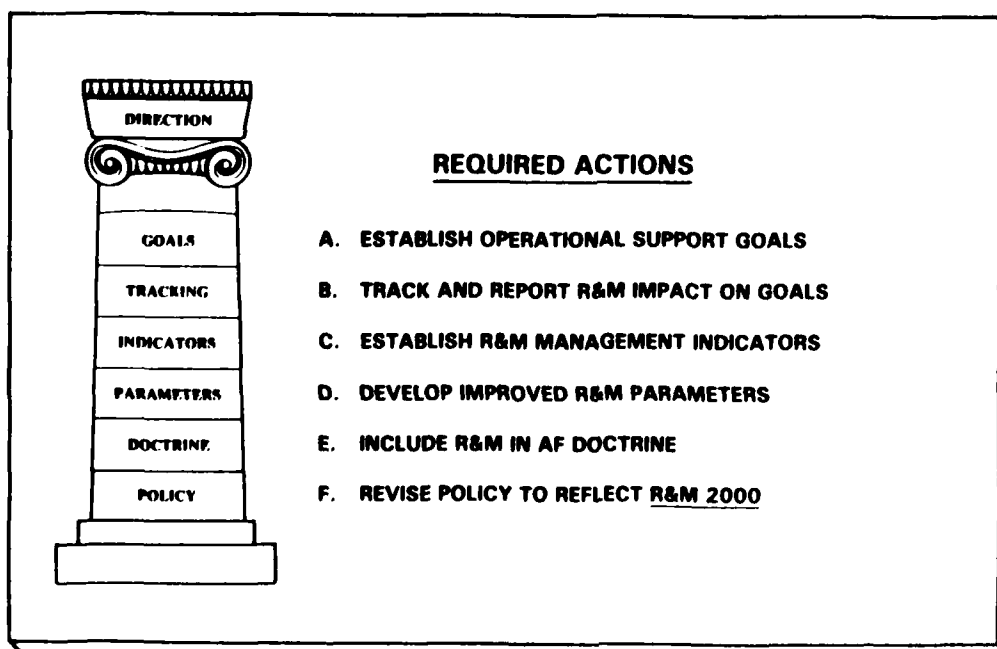 DIRECTION
REQUIRED ACTIONS
GOALS
A. ESTABLISH OPERATIONAL SUPPORT GOALS
TRACKING
B. TRACK AND REPORT R&M IMPACT ON GOALS
INDICATORS
C. ESTABLISH R&M MANAGEMENT INDICATORS
PARAMETERS
D. DEVELOP IMPROVED R&M PARAMETERS
DOCTRINE
E. INCLUDE R&M IN AF DOCTRINE
POLICY
F. REVISE POLICY TO REFLECT R&M 2000